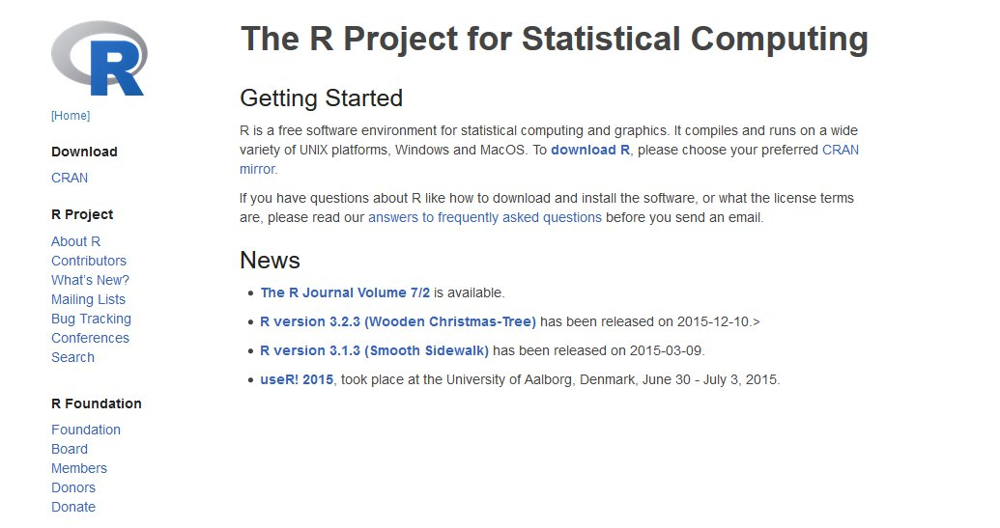 R
[Home]
Download
CRAN
R Project
About R
Contributors
What's New?
Mailing Lists
Bug Tracking
Conferences
Search
R Foundation
Foundation
Board
Members
Donors
Donate
The R Project for Statistical Computing
Getting Started
R is a free software environment for statistical computing and graphics. It compiles and runs on a wide
variety of UNIX platforms, Windows and MacOS. To download R, please choose your preferred CRAN
mirror.
If you have questions about R like how to download and install the software, or what the license terms
are, please read our answers to frequently asked questions before you send an email.
News
• The R Journal Volume 7/2 is available.
• R version 3.2.3 (Wooden Christmas-Tree) has been released on 2015-12-10.>
• R version 3.1.3 (Smooth Sidewalk) has been released on 2015-03-09.
• useR! 2015, took place at the University of Aalborg, Denmark, June 30 - July 3, 2015.